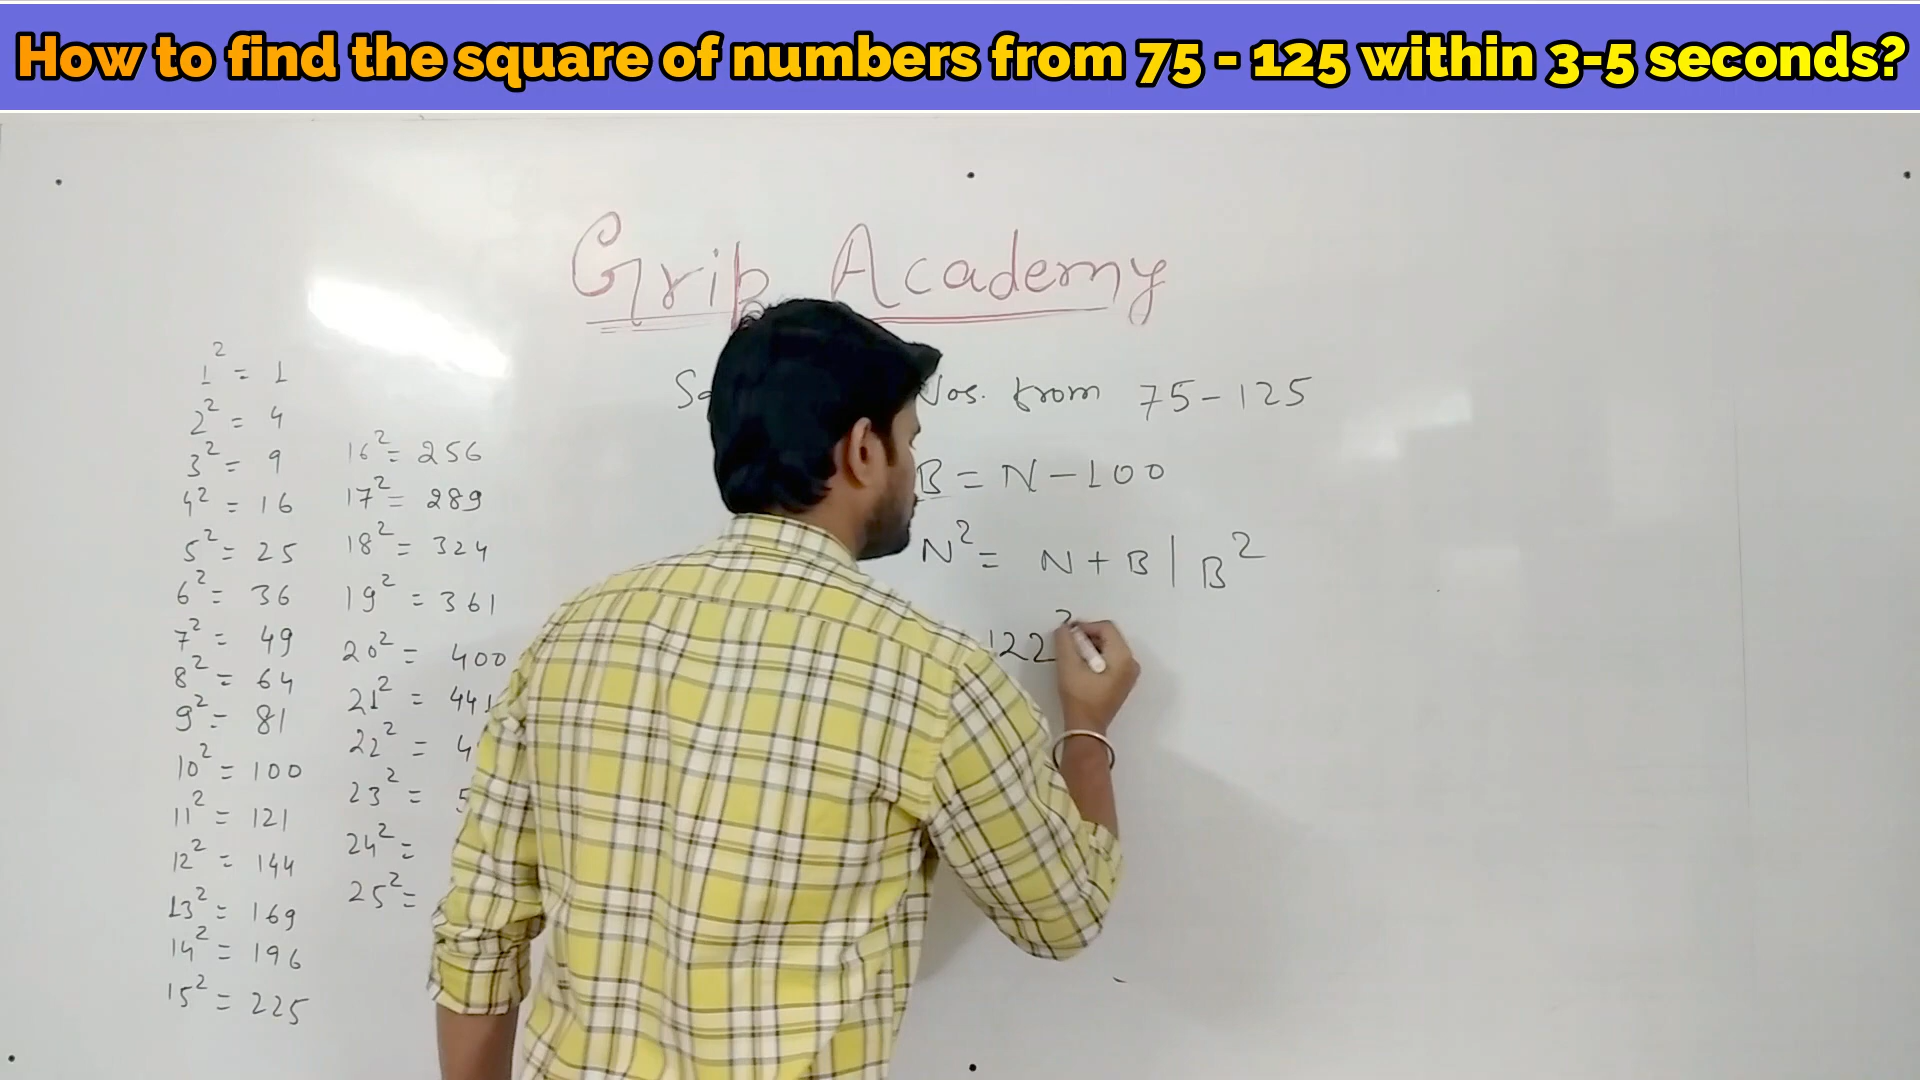 How to find the square of numbers from 75 - 125 within 3-5 seconds?
Grip Academy
from 75-125
B = N - 100
N² = N + B | B²
122²
1² = 1
2² = 4
3² = 9
4² = 16
5² = 25
6² = 36
7² = 49
8² = 64
9² = 81
10² = 100
11² = 121
12² = 144
13² = 169
14² = 196
15² = 225
16² = 256
17² = 289
18² = 324
19² = 361
20² = 400
21² = 441
22² = 4
23² = 5
24² =
25² =